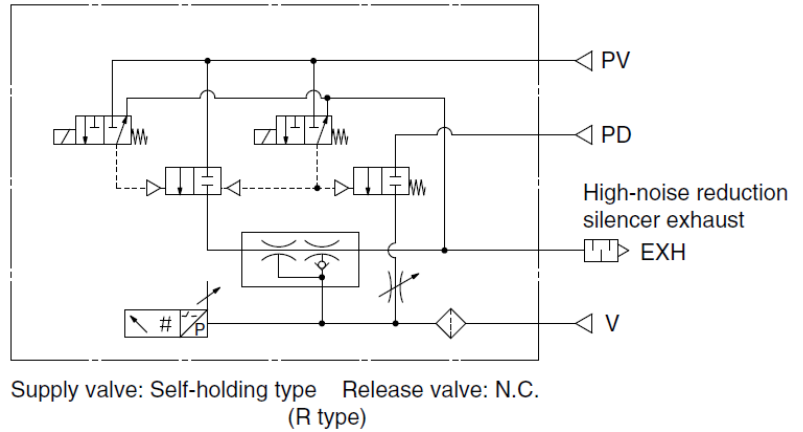 PV
PD
High-noise reduction
silencer exhaust
EXH
# P
V
Supply valve: Self-holding type Release valve: N.C.
(R type)